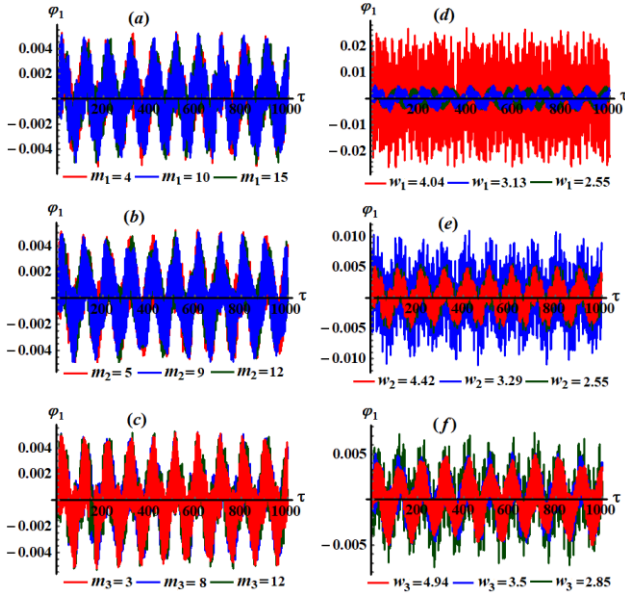 φ₁ (a)
0.004
0.002
τ
200 400 600 800 1000
−0.002
−0.004
m₁=4 m₁=10 m₁=15
φ₁ (b)
0.004
0.002
τ
200 400 600 800 1000
−0.002
−0.004
m₂=5 m₂=9 m₂=12
φ₁ (c)
0.004
0.002
τ
200 400 600 800 1000
−0.002
−0.004
m₃=3 m₃=8 m₃=12
φ₁ (d)
0.02
0.01
τ
200 400 600 800 1000
−0.01
−0.02
w₁=4.04 w₁=3.13 w₁=2.55
φ₁ (e)
0.010
0.005
τ
200 400 600 800 1000
−0.005
−0.010
w₂=4.42 w₂=3.29 w₂=2.55
φ₁ (f)
0.005
τ
200 400 600 800 1000
−0.005
w₃=4.94 w₃=3.5 w₃=2.85